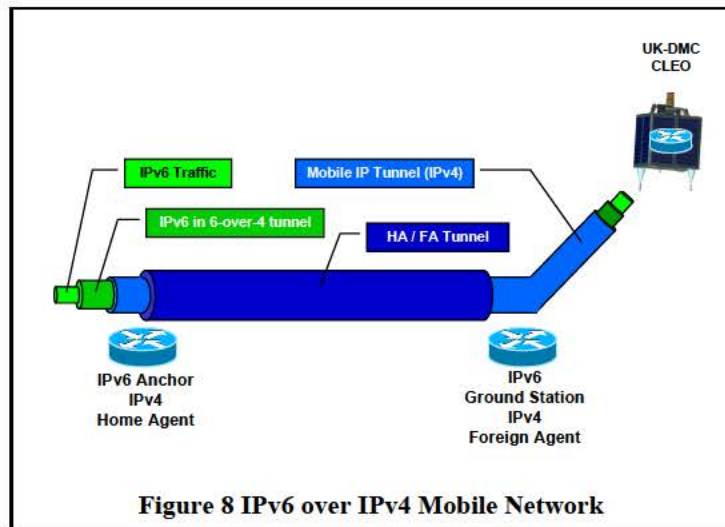 UK-DMC
CLEO
IPv6 Traffic
Mobile IP Tunnel (IPv4)
IPv6 in 6-over-4 tunnel
HA / FA Tunnel
IPv6 Anchor
IPv4
Home Agent
IPv6
Ground Station
IPv4
Foreign Agent
Figure 8 IPv6 over IPv4 Mobile Network